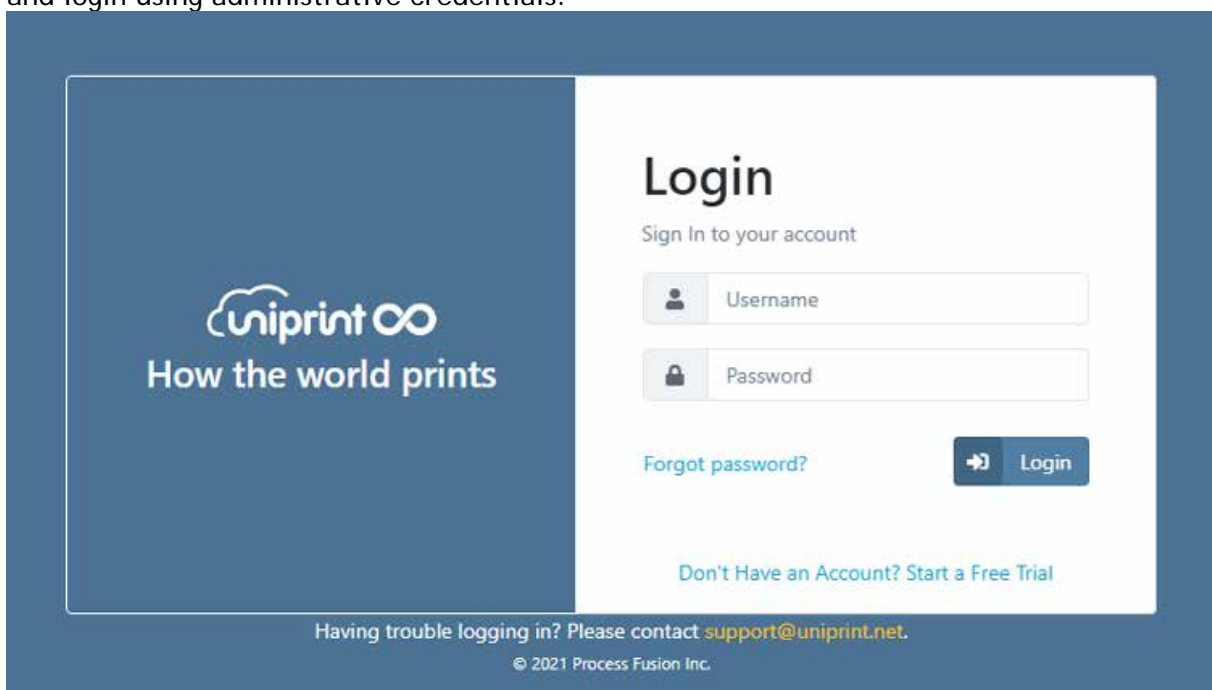 and login using administrative credentials.
uniprint
How the world prints
Login
Sign In to your account
Username
Password
Forgot password?
Login
Don't Have an Account? Start a Free Trial
Having trouble logging in? Please contact support@uniprint.net.
© 2021 Process Fusion Inc.